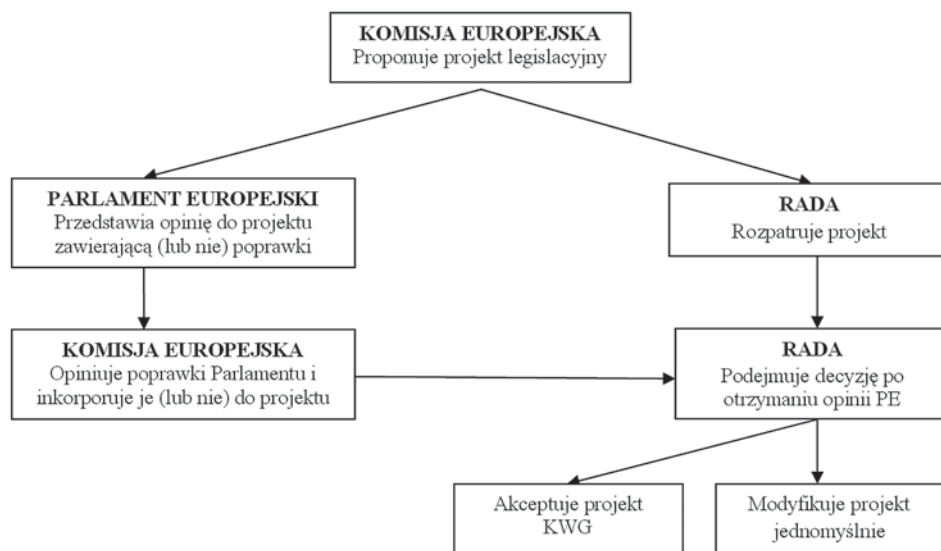 KOMISJA EUROPEJSKA
Proponuje projekt legislacyjny
PARLAMENT EUROPEJSKI
Przedstawia opinię do projektu
zawierającą (lub nie) poprawki
RADA
Rozpatruje projekt
KOMISJA EUROPEJSKA
Opiniuje poprawki Parlamentu i
inkorporuje je (lub nie) do projektu
RADA
Podejmuje decyzję po
otrzymaniu opinii PE
Akceptuje projekt
KWG
Modyfikuje projekt
jednomyślnie